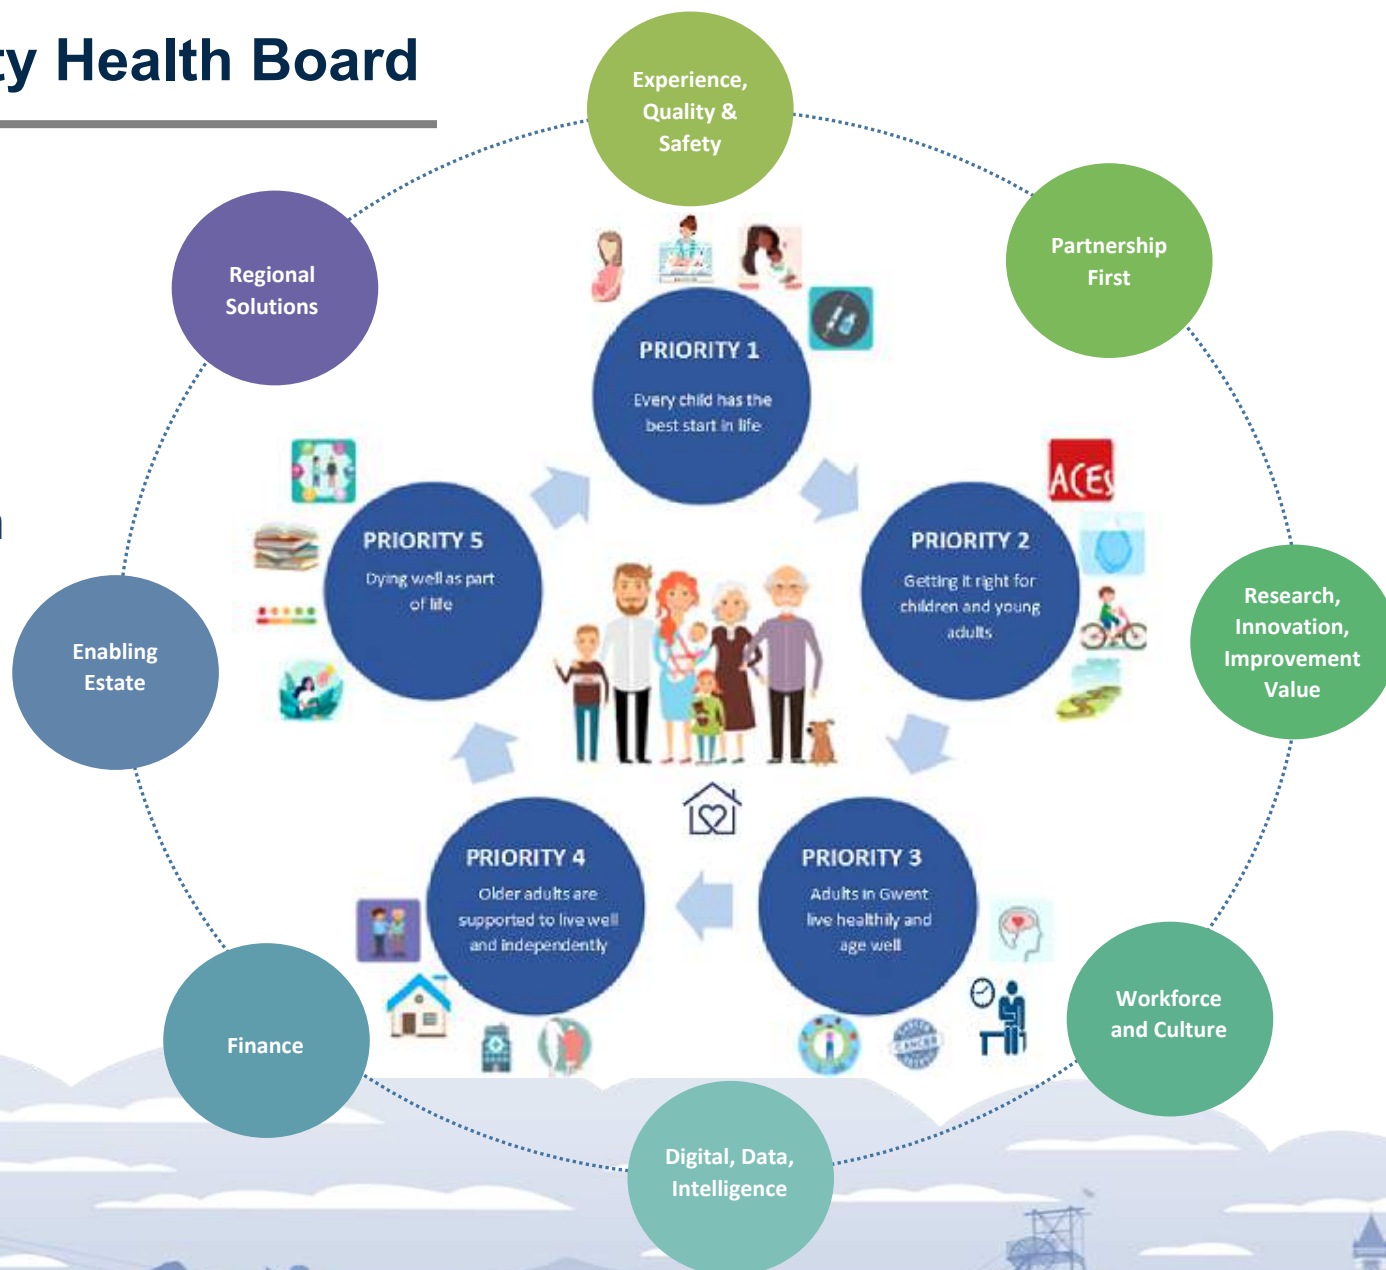 ty Health Board
Experience,
Quality &
Safety
Partnership
First
Regional
Solutions
PRIORITY 1
Every child has the
best start in life
ACEs
PRIORITY 5
Dying well as part
of life
PRIORITY 2
Getting it right for
children and young
adults
Research,
Innovation,
Improvement
Value
Enabling
Estate
PRIORITY 4
Older adults are
supported to live well
and independently
PRIORITY 3
Adults in Gwent
live healthily and
age well
Workforce
and Culture
Finance
CANCER
Digital, Data,
Intelligence